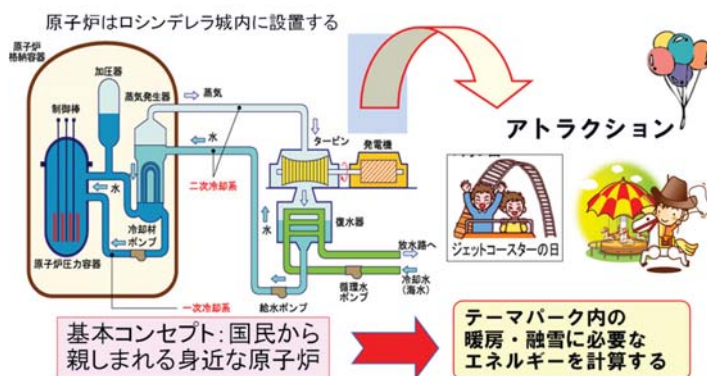 原子炉はロシンデレラ城内に設置する
原子炉
格納容器
加圧器
制御棒
蒸気発生器
蒸気
水
タービン
発電機
水
二次冷却系
冷却材
ポンプ
原子炉圧力容器
一次冷却系
水
復水器
給水ポンプ
循環水
ポンプ
放水路へ
冷却水
(海水)
アトラクション
ジェットコースターの日
基本コンセプト:国民から
親しまれる身近な原子炉
テーマパーク内の
暖房・融雪に必要な
エネルギーを計算する